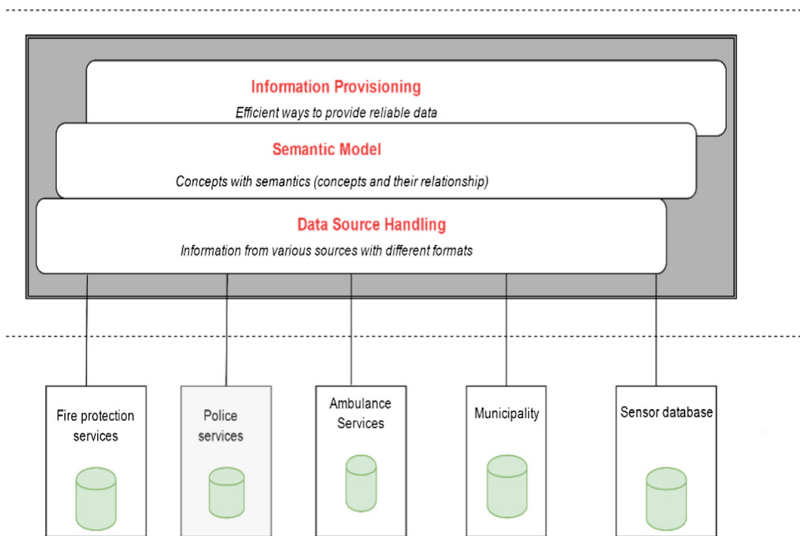 Information Provisioning
Efficient ways to provide reliable data
Semantic Model
Concepts with semantics (concepts and their relationship)
Data Source Handling
Information from various sources with different formats
Fire protection
services
Police
services
Ambulance
Services
Municipality
Sensor database